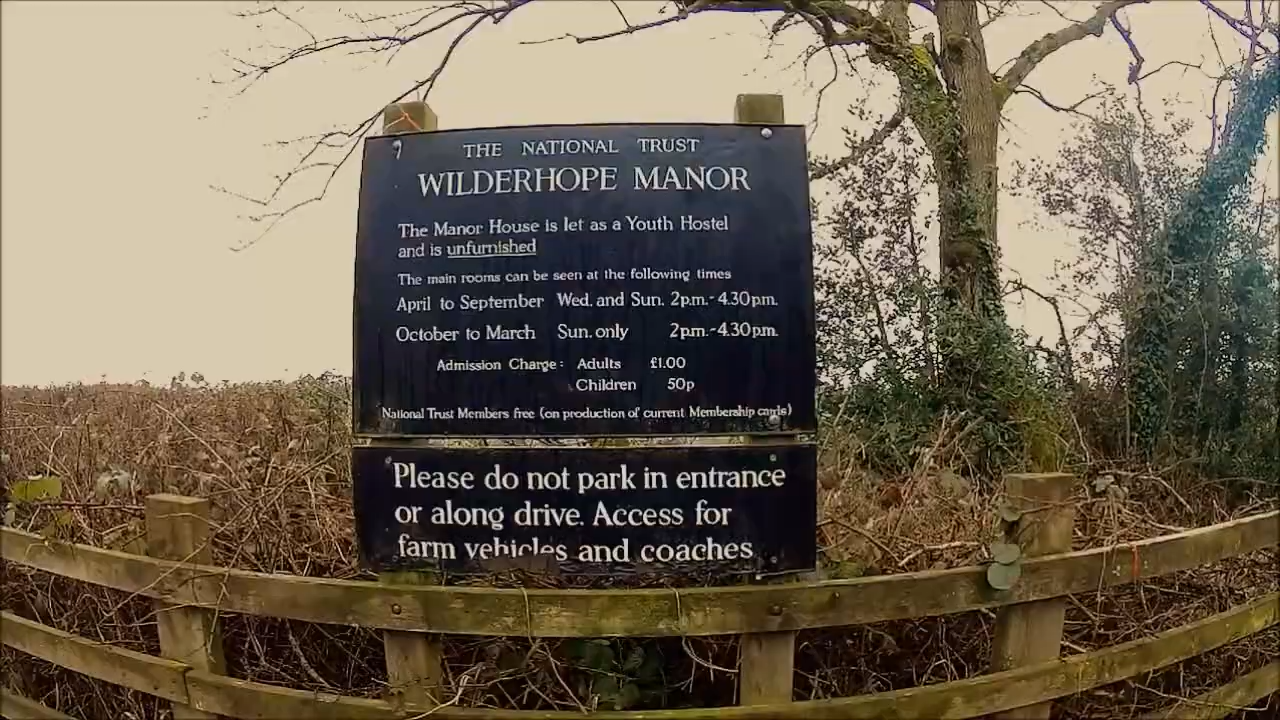 THE NATIONAL TRUST
WILDERHOPE MANOR
The Manor House is let as a Youth Hostel
and is unfurnished
The main rooms can be seen at the following times
April to September Wed. and Sun. 2p.m.-4.30p.m.
October to March Sun. only 2p.m.-4.30p.m.
Admission Charge: Adults £1.00
Children 50p
National Trust Members free (on production of current Membership cards)
Please do not park in entrance
or along drive. Access for
farm vehicles and coaches